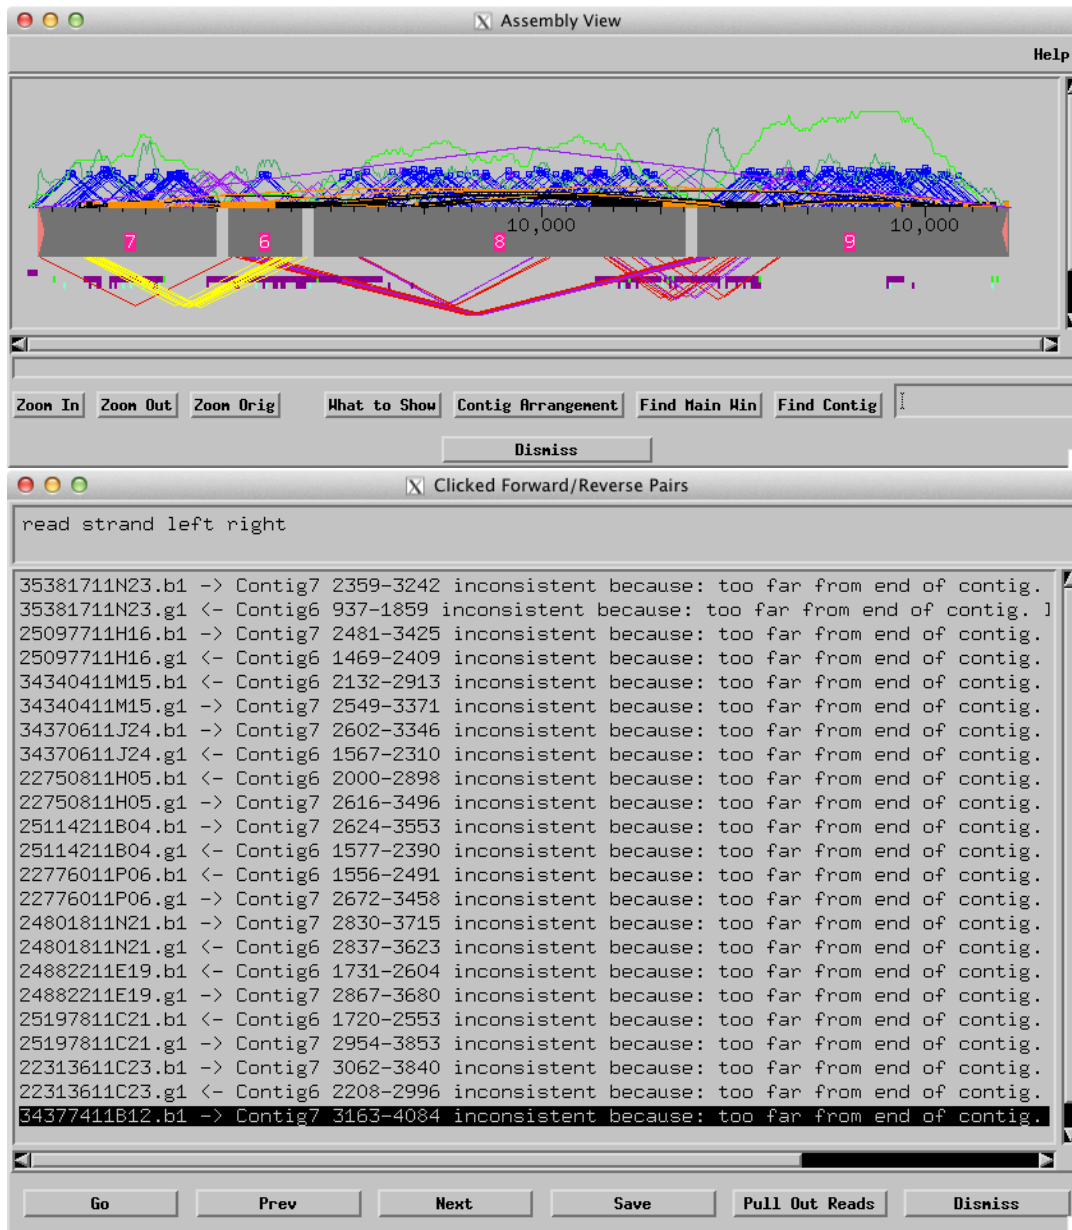 Assembly View
Help
10,000 10,000
7 6 8 9
Zoom In Zoom Out Zoom Orig What to Show Contig Arrangement Find Main Win Find Contig
Dismiss
Clicked Forward/Reverse Pairs
read strand left right
35381711N23.b1 -> Contig7 2359-3242 inconsistent because: too far from end of contig.
35381711N23.g1 <- Contig6 937-1859 inconsistent because: too far from end of contig. ]
25097711H16.b1 -> Contig7 2481-3425 inconsistent because: too far from end of contig.
25097711H16.g1 <- Contig6 1469-2409 inconsistent because: too far from end of contig.
34340411M15.b1 <- Contig6 2132-2913 inconsistent because: too far from end of contig.
34340411M15.g1 -> Contig7 2549-3371 inconsistent because: too far from end of contig.
34370611J24.b1 -> Contig7 2602-3346 inconsistent because: too far from end of contig.
34370611J24.g1 <- Contig6 1567-2310 inconsistent because: too far from end of contig.
22750811H05.b1 <- Contig6 2000-2898 inconsistent because: too far from end of contig.
22750811H05.g1 -> Contig7 2616-3496 inconsistent because: too far from end of contig.
25114211B04.b1 -> Contig7 2624-3553 inconsistent because: too far from end of contig.
25114211B04.g1 <- Contig6 1577-2390 inconsistent because: too far from end of contig.
22776011P06.b1 <- Contig6 1556-2491 inconsistent because: too far from end of contig.
22776011P06.g1 -> Contig7 2672-3458 inconsistent because: too far from end of contig.
24801811N21.b1 -> Contig7 2830-3715 inconsistent because: too far from end of contig.
24801811N21.g1 <- Contig6 2837-3623 inconsistent because: too far from end of contig.
24882211E19.b1 <- Contig6 1731-2604 inconsistent because: too far from end of contig.
24882211E19.g1 -> Contig7 2867-3680 inconsistent because: too far from end of contig.
25197811C21.b1 <- Contig6 1720-2553 inconsistent because: too far from end of contig.
25197811C21.g1 -> Contig7 2954-3853 inconsistent because: too far from end of contig.
22313611C23.b1 -> Contig7 3062-3840 inconsistent because: too far from end of contig.
22313611C23.g1 <- Contig6 2208-2996 inconsistent because: too far from end of contig.
34377411B12.b1 -> Contig7 3163-4084 inconsistent because: too far from end of contig.
Go Prev Next Save Pull Out Reads Dismiss